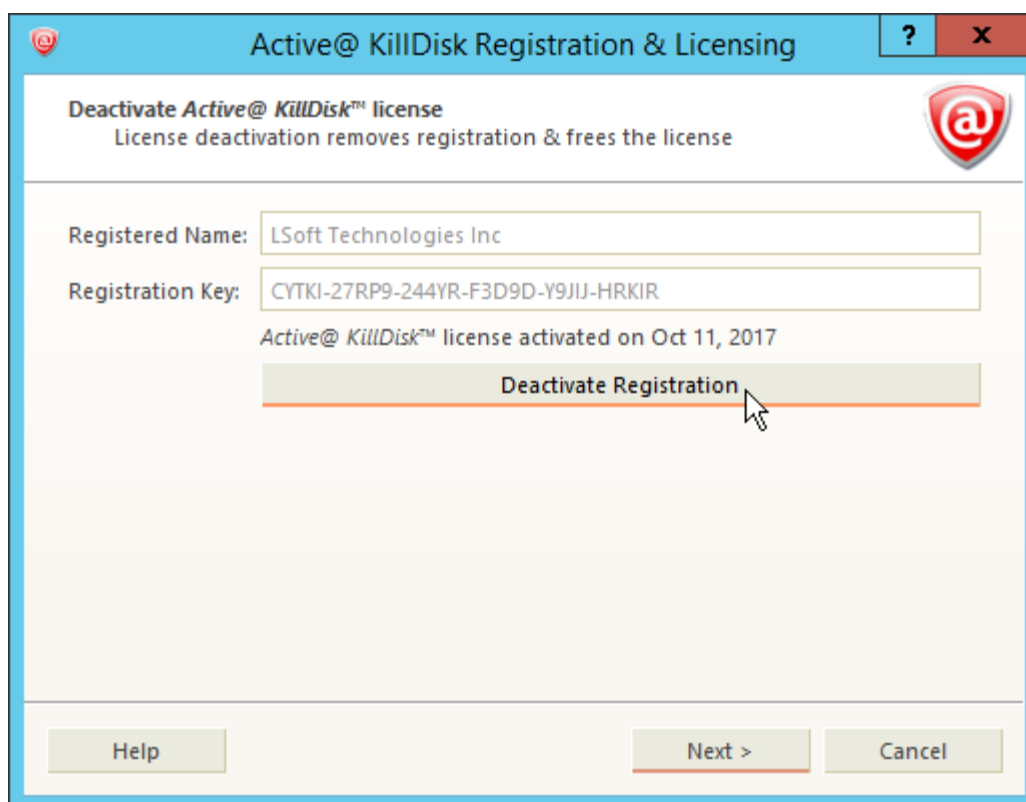 Active@ KillDisk Registration & Licensing
? x
Deactivate Active@ KillDisk™ license
License deactivation removes registration & frees the license
@
Registered Name: LSoft Technologies Inc
Registration Key: CYTKI-27RP9-244YR-F3D9D-Y9JIJ-HRKIR
Active@ KillDisk™ license activated on Oct 11, 2017
Deactivate Registration
Help Next > Cancel